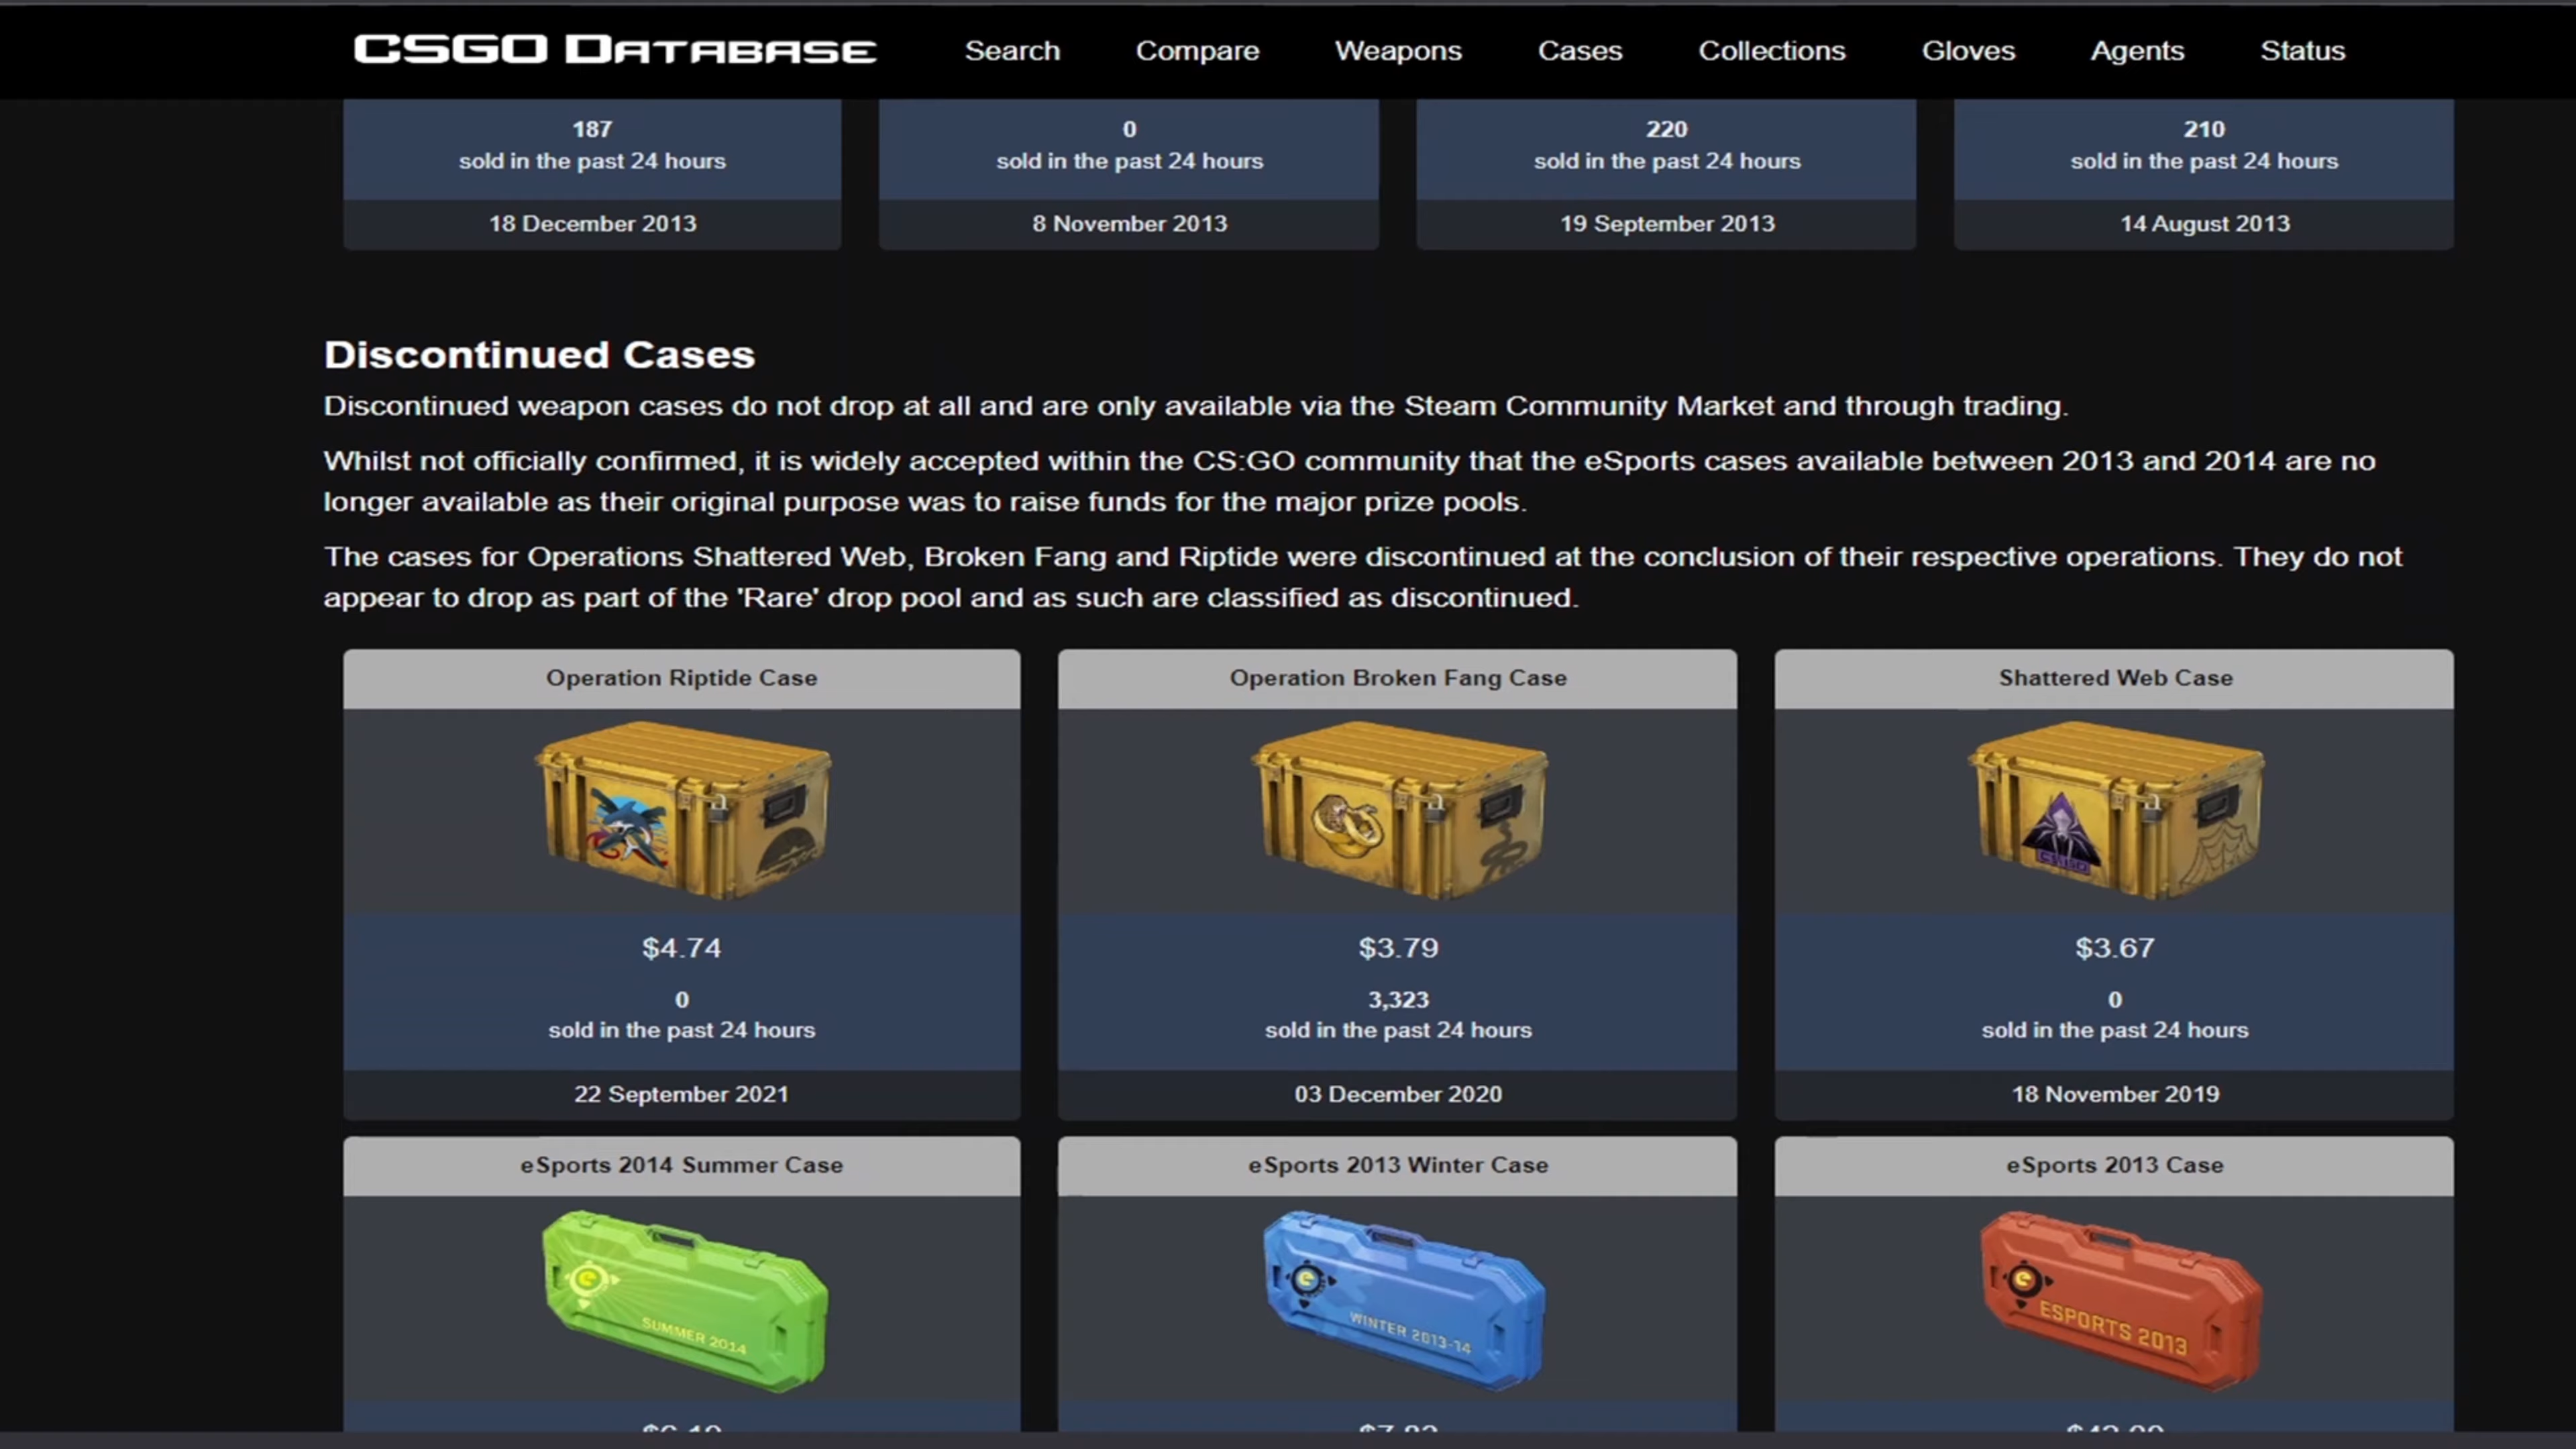 CSGO DATABASE
Search Compare Weapons Cases Collections Gloves Agents Status
187 0 220 210
sold in the past 24 hours sold in the past 24 hours sold in the past 24 hours sold in the past 24 hours
18 December 2013 8 November 2013 19 September 2013 14 August 2013
Discontinued Cases
Discontinued weapon cases do not drop at all and are only available via the Steam Community Market and through trading.
Whilst not officially confirmed, it is widely accepted within the CS:GO community that the eSports cases available between 2013 and 2014 are no
longer available as their original purpose was to raise funds for the major prize pools.
The cases for Operations Shattered Web, Broken Fang and Riptide were discontinued at the conclusion of their respective operations. They do not
appear to drop as part of the 'Rare' drop pool and as such are classified as discontinued.
Operation Riptide Case Operation Broken Fang Case Shattered Web Case
$4.74 $3.79 $3.67
0 3,323 0
sold in the past 24 hours sold in the past 24 hours sold in the past 24 hours
22 September 2021 03 December 2020 18 November 2019
eSports 2014 Summer Case eSports 2013 Winter Case eSports 2013 Case
SUMMER 2014 WINTER 2013-14 ESPORTS 2013